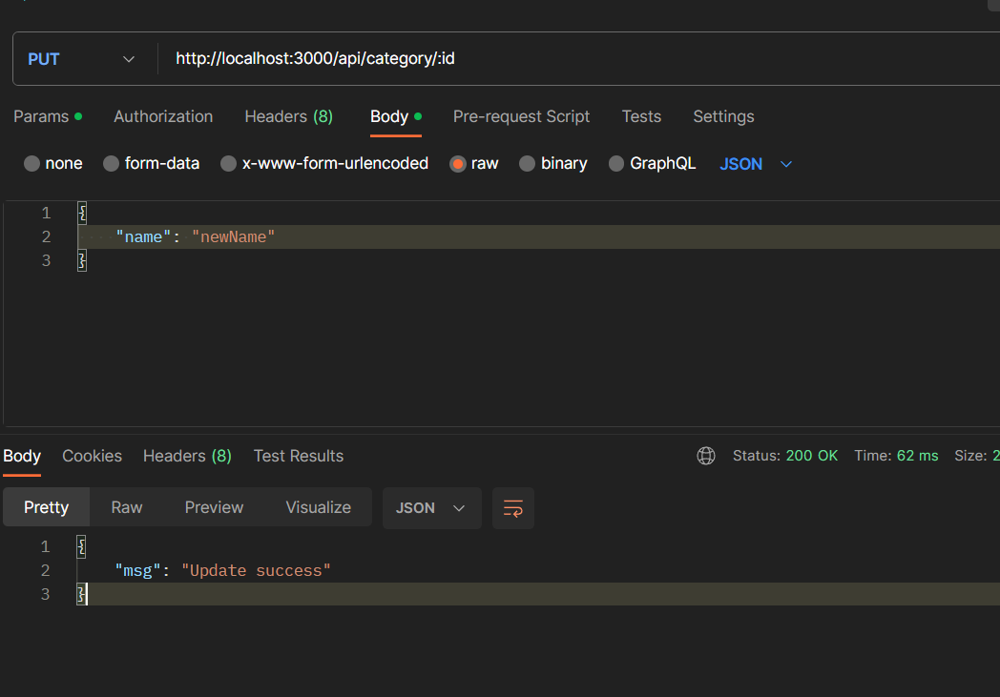 PUT http://localhost:3000/api/category/:id
Params Authorization Headers (8) Body Pre-request Script Tests Settings
none form-data x-www-form-urlencoded raw binary GraphQL JSON
1 {
2 "name": "newName"
3 }
Body Cookies Headers (8) Test Results Status: 200 OK Time: 62 ms Size: 2
Pretty Raw Preview Visualize JSON
1 {
2 "msg": "Update success"
3 }